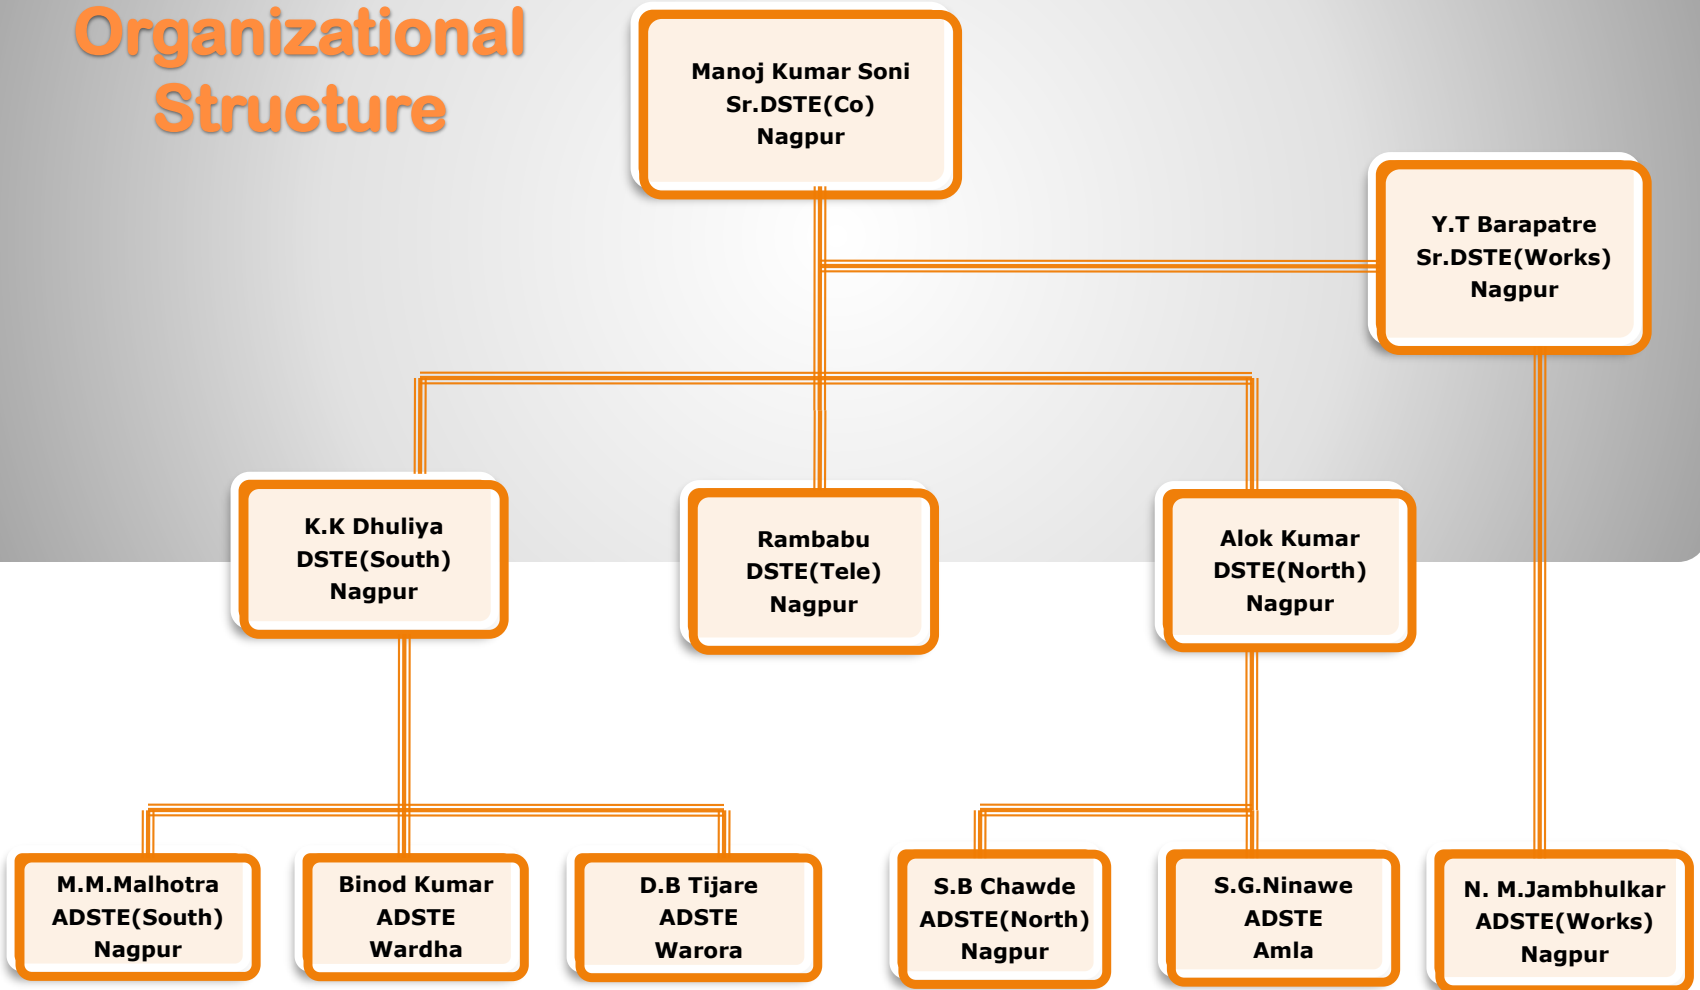 Organizational
Structure
Manoj Kumar Soni
Sr.DSTE(Co)
Nagpur
Y.T Barapatre
Sr.DSTE(Works)
Nagpur
K.K Dhuliya
DSTE(South)
Nagpur
Rambabu
DSTE(Tele)
Nagpur
Alok Kumar
DSTE(North)
Nagpur
M.M.Malhotra
ADSTE(South)
Nagpur
Binod Kumar
ADSTE
Wardha
D.B Tijare
ADSTE
Warora
S.B Chawde
ADSTE(North)
Nagpur
S.G.Ninawe
ADSTE
Amla
N. M.Jambhulkar
ADSTE(Works)
Nagpur